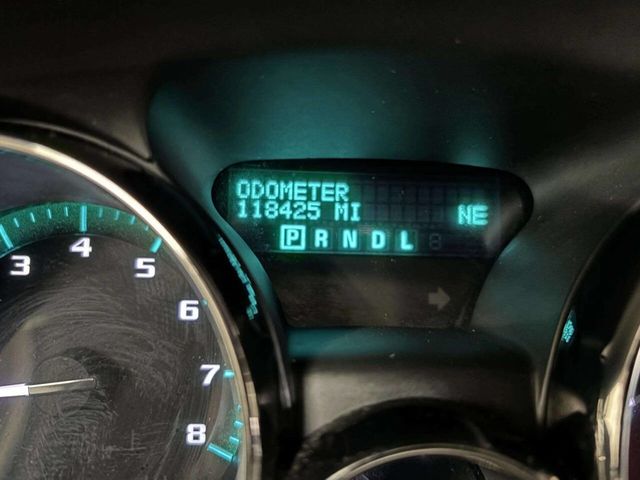 ODOMETER
118425 MI NE
P R N D L
3 4 5 6 7 8